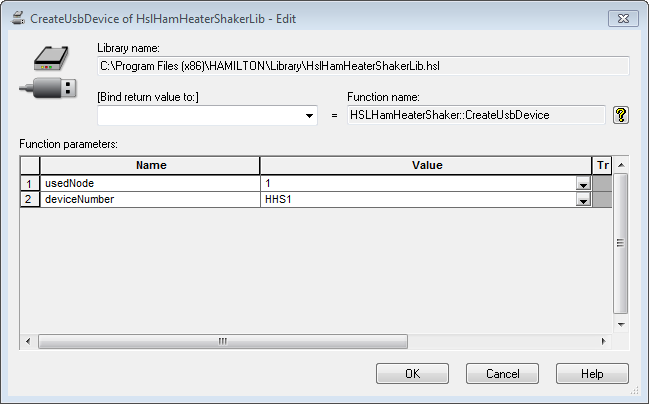 CreateUsbDevice of HslHamHeaterShakerLib - Edit
Library name:
C:\Program Files (x86)\HAMILTON\Library\HslHamHeaterShakerLib.hsl
[Bind return value to:]
Function name:
= HSLHamHeaterShaker::CreateUsbDevice ?
Function parameters:
Name Value Tr
1 usedNode 1
2 deviceNumber HHS1
OK Cancel Help